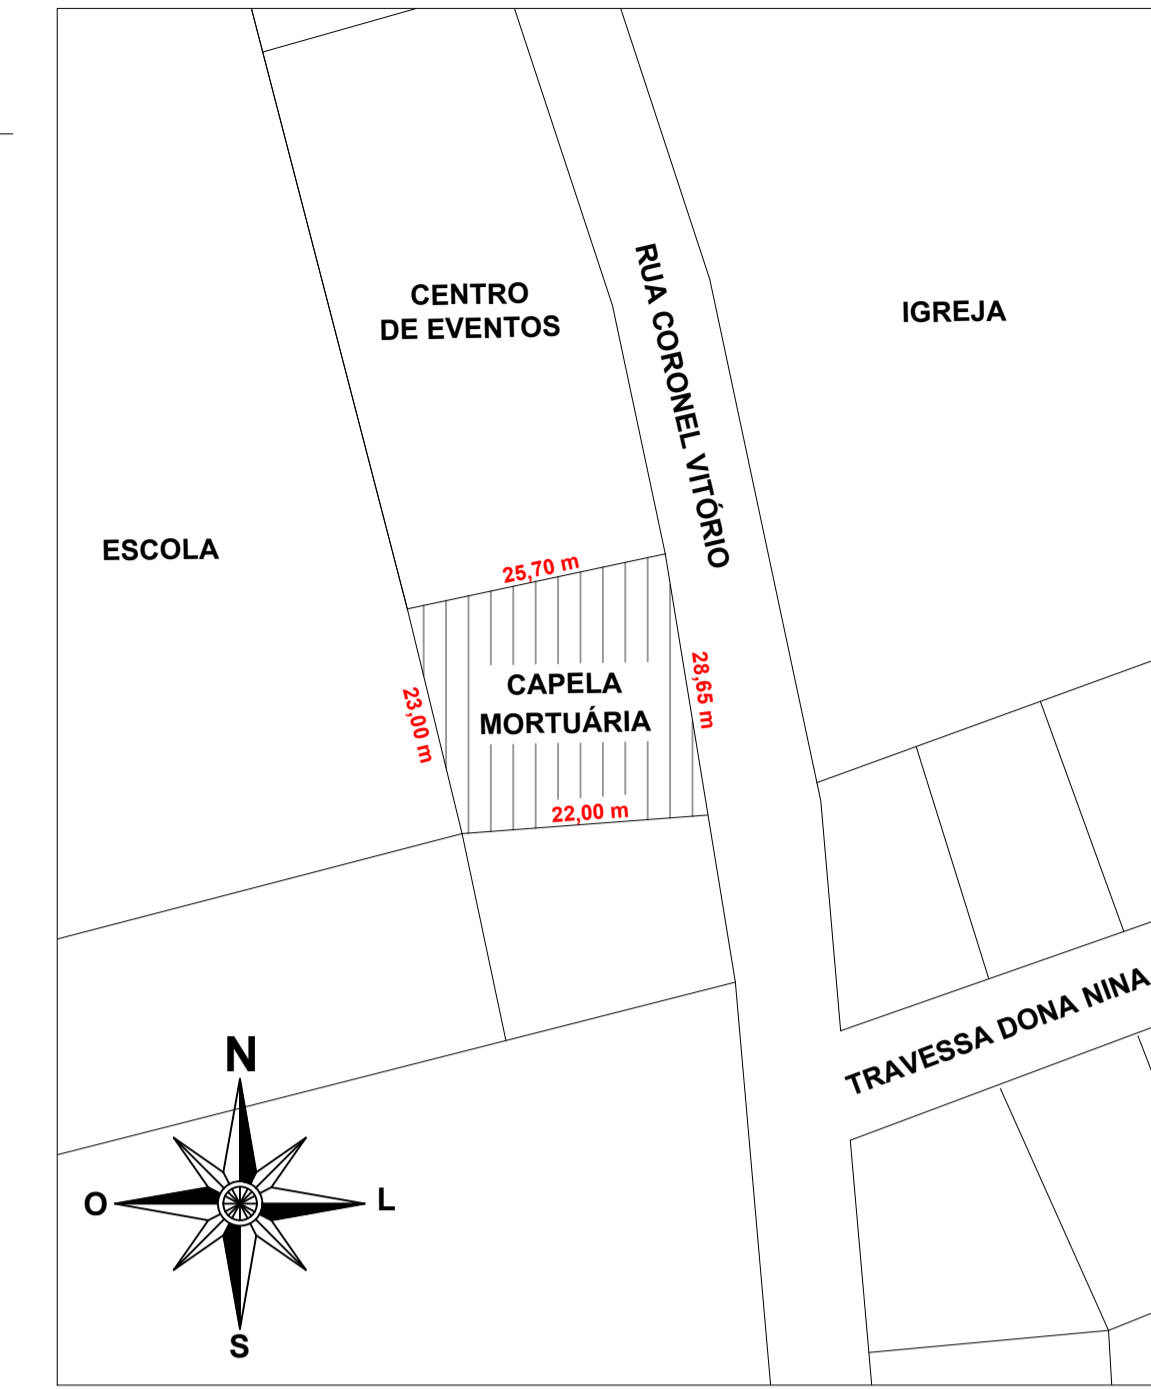 CENTRO
DE EVENTOS
RUA CORONEL VITÓRIO
IGREJA
ESCOLA
25,70 m
CAPELA
MORTUÁRIA
23,00 m
28,65 m
22,00 m
TRAVESSA DONA NINA
N
O
L
S